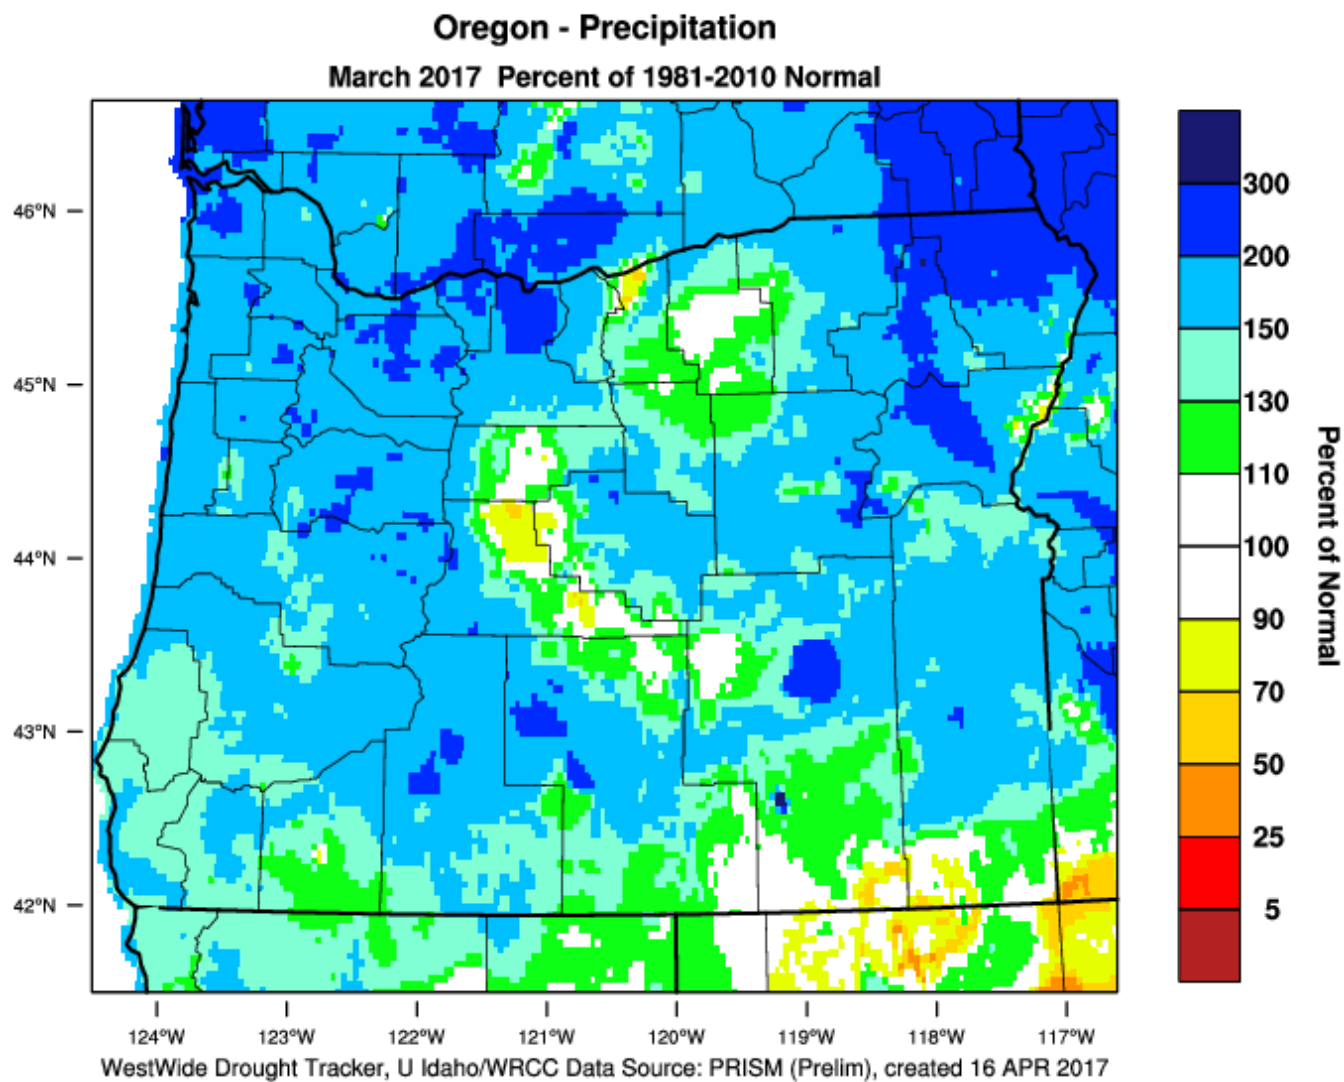 Oregon - Precipitation
March 2017 Percent of 1981-2010 Normal
46°N
45°N
44°N
43°N
42°N
124°W
123°W
122°W
121°W
120°W
119°W
118°W
117°W
300
200
150
130
110
100
90
70
50
25
5
Percent of Normal
WestWide Drought Tracker, U Idaho/WRCC Data Source: PRISM (Prelim), created 16 APR 2017